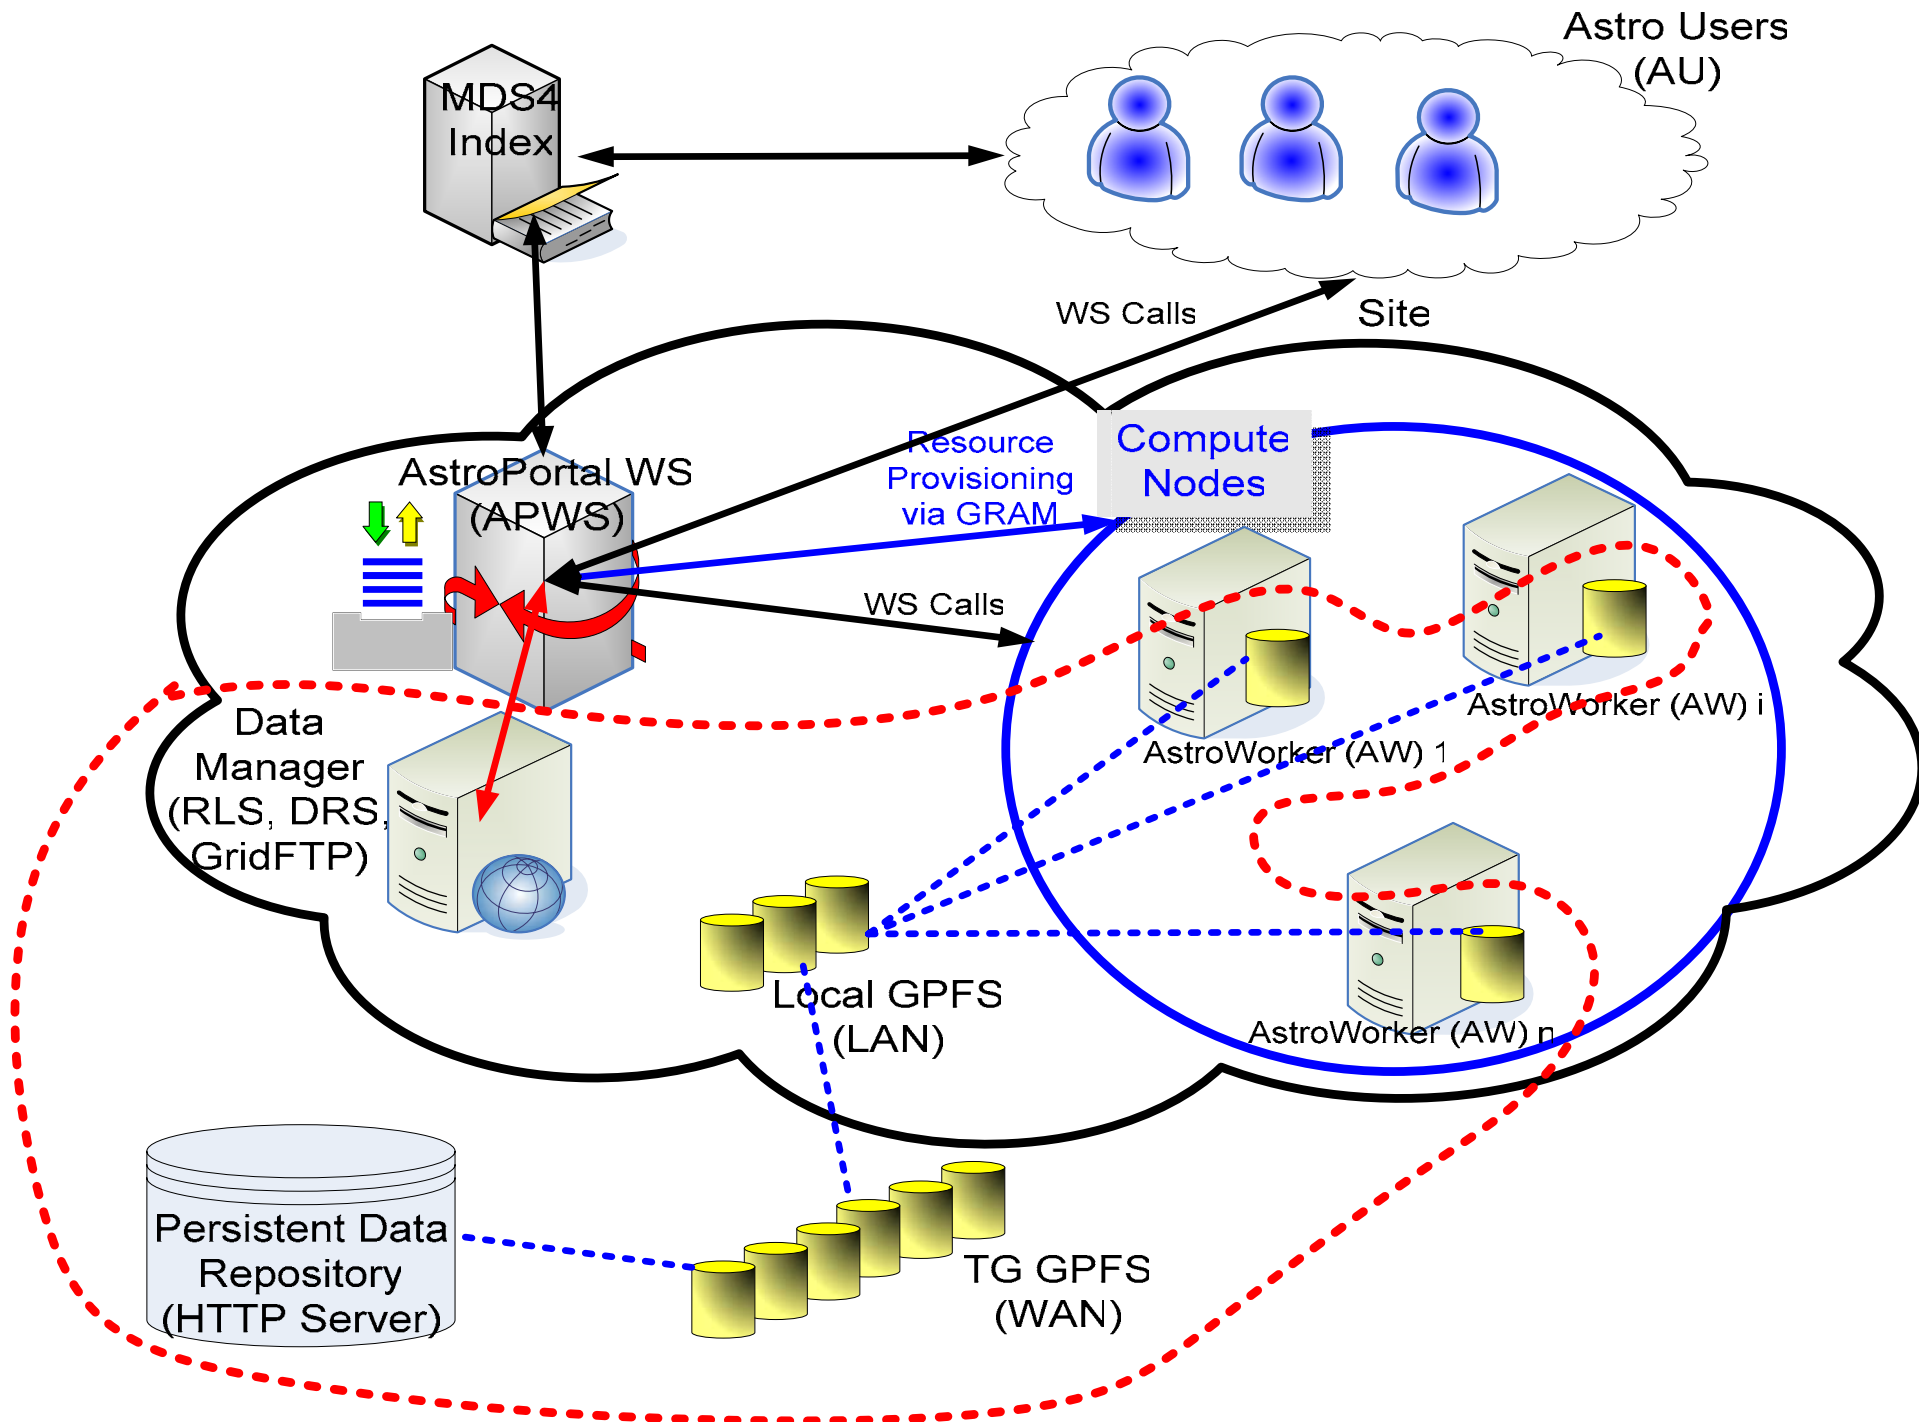 Astro Users
(AU)
MDS4
Index
WS Calls
Site
Resource
Provisioning
via GRAM
Compute
Nodes
AstroPortal WS
(APWS)
WS Calls
AstroWorker (AW) i
AstroWorker (AW) 1
Data
Manager
(RLS, DRS,
GridFTP)
Local GPFS
(LAN)
AstroWorker (AW) n
Persistent Data
Repository
(HTTP Server)
TG GPFS
(WAN)